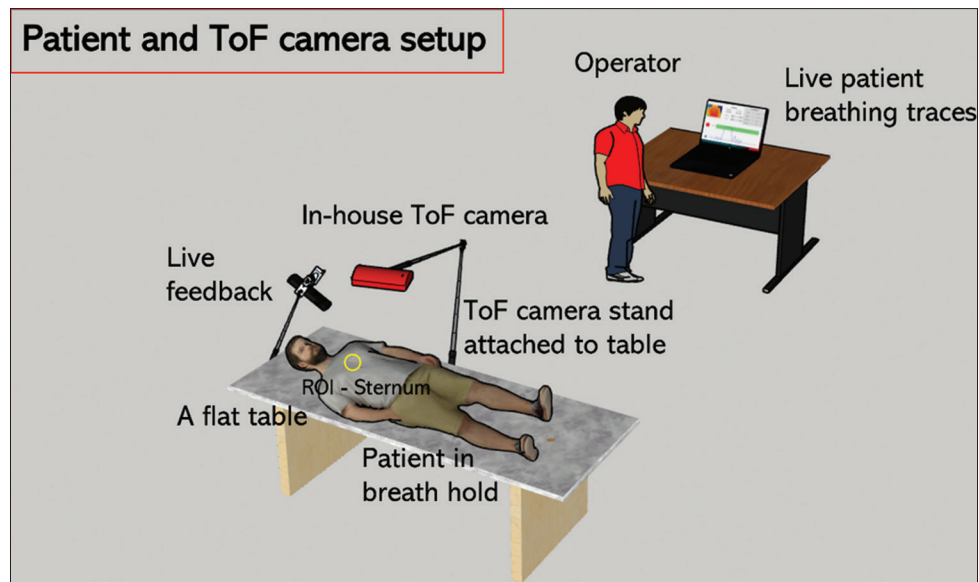 Patient and ToF camera setup
Operator
Live patient
breathing traces
In-house ToF camera
Live
feedback
ToF camera stand
attached to table
ROI - Sternum
A flat table
Patient in
breath hold